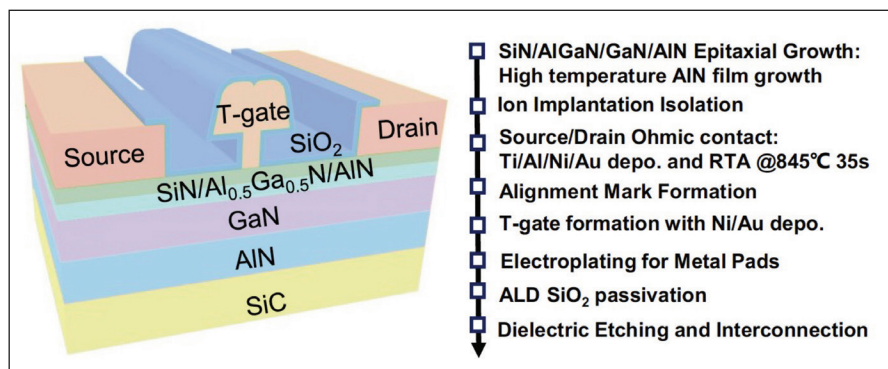 T-gate
Source
SiO₂
Drain
SiN/Al₀.₅Ga₀.₅N/AlN
GaN
AlN
SiC
SiN/AlGaN/GaN/AlN Epitaxial Growth:
High temperature AlN film growth
Ion Implantation Isolation
Source/Drain Ohmic contact:
Ti/Al/Ni/Au depo. and RTA @845℃ 35s
Alignment Mark Formation
T-gate formation with Ni/Au depo.
Electroplating for Metal Pads
ALD SiO₂ passivation
Dielectric Etching and Interconnection